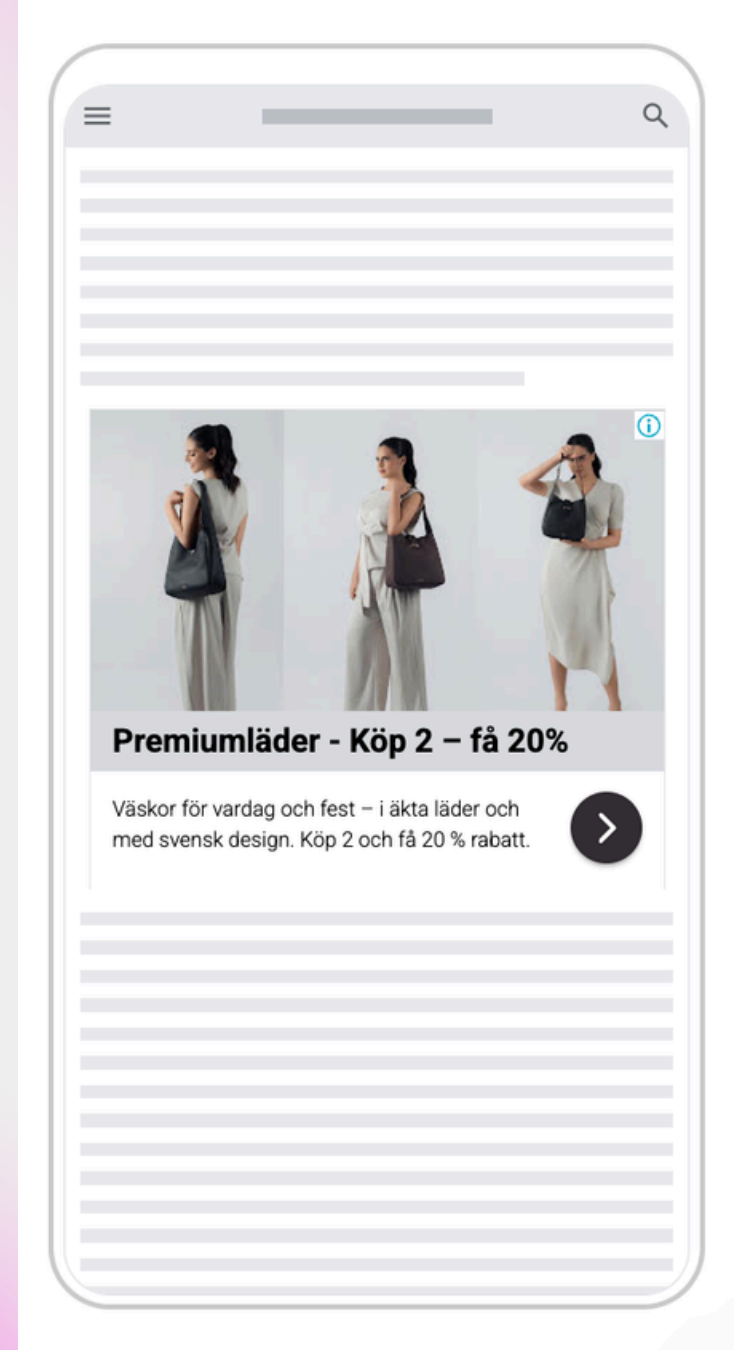 Premiumläder - Köp 2 – få 20%
Väskor för vardag och fest – i äkta läder och
med svensk design. Köp 2 och få 20 % rabatt.